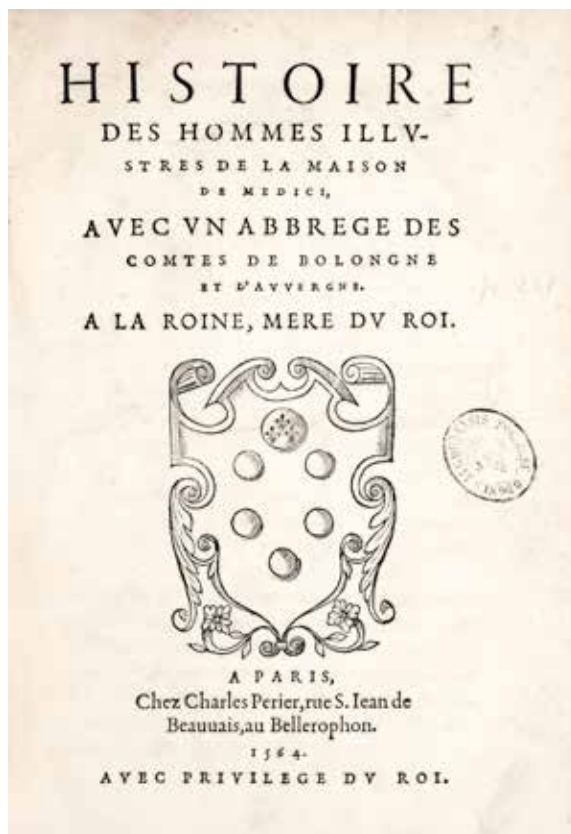 HISTOIRE
DES HOMMES ILLV-
STRES DE LA MAISON
DE MEDICI,
AVEC VN ABBREGE DES
COMTES DE BOLONGNE
ET D'AVVERGNE.
A LA ROINE, MERE DV ROI.
A PARIS,
Chez Charles Perier, rue S. Iean de
Beauuais, au Bellerophon.
1564.
AVEC PRIVILEGE DV ROI.